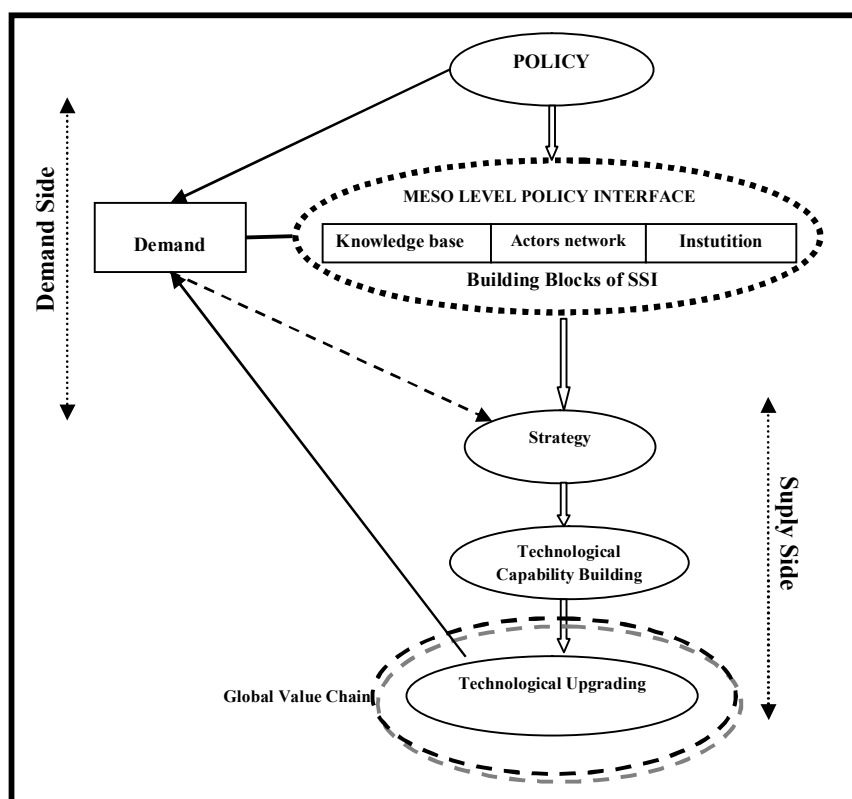 POLICY
Demand Side
MESO LEVEL POLICY INTERFACE
Demand
Knowledge base
Actors network
Instutition
Building Blocks of SSI
Strategy
Suply Side
Technological
Capability Building
Global Value Chain
Technological Upgrading